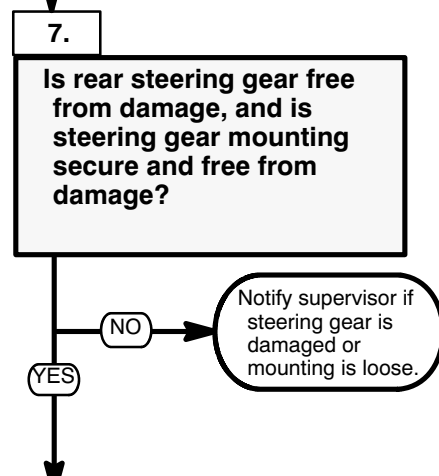 7.
Is rear steering gear free
from damage, and is
steering gear mounting
secure and free from
damage?
NO
Notify supervisor if
steering gear is
damaged or
mounting is loose.
YES